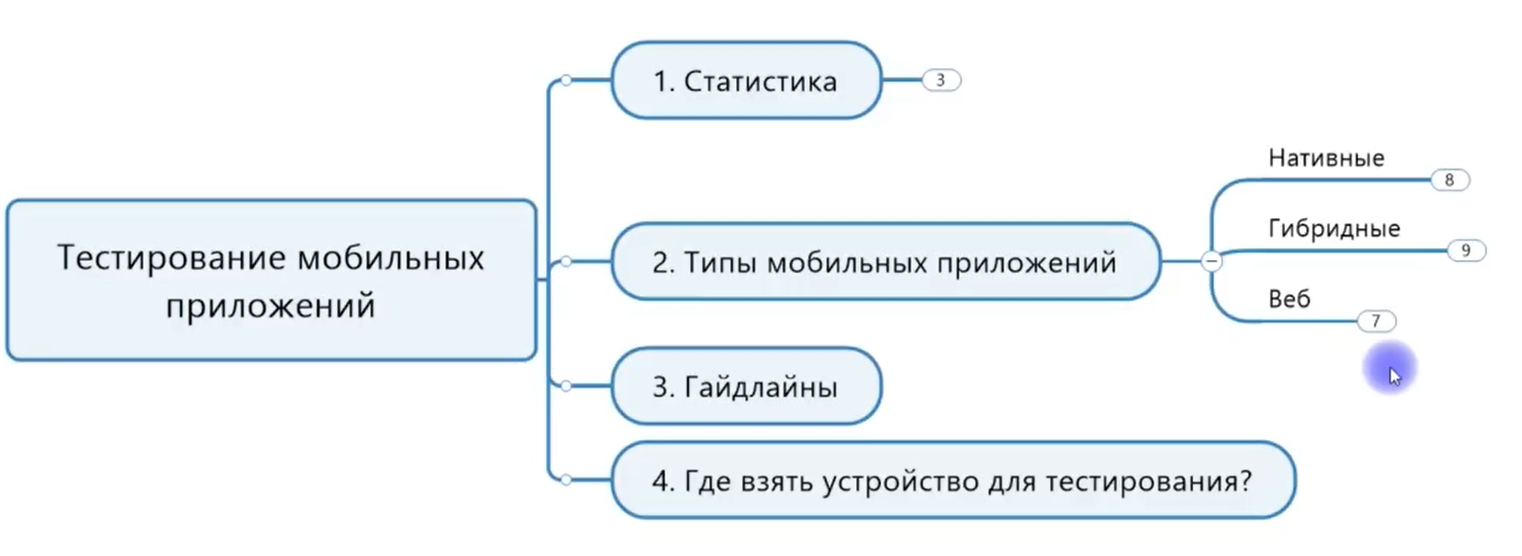 1. Статистика
3
Нативные
8
Гибридные
9
Тестирование мобильных
приложений
2. Типы мобильных приложений
Веб
7
3. Гайдлайны
4. Где взять устройство для тестирования?